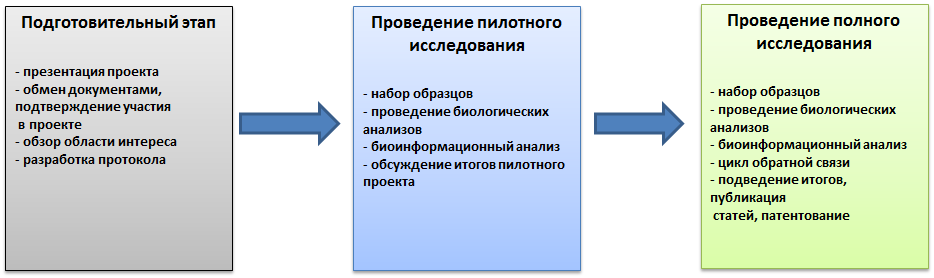 Подготовительный этап
- презентация проекта
- обмен документами,
подтверждение участия
в проекте
- обзор области интереса
- разработка протокола
Проведение пилотного
исследования
- набор образцов
- проведение биологических
анализов
- биоинформационный анализ
- обсуждение итогов пилотного
проекта
Проведение полного
исследования
- набор образцов
- проведение биологических
анализов
- биоинформационный анализ
- цикл обратной связи
- подведение итогов,
публикация
статей, патентование